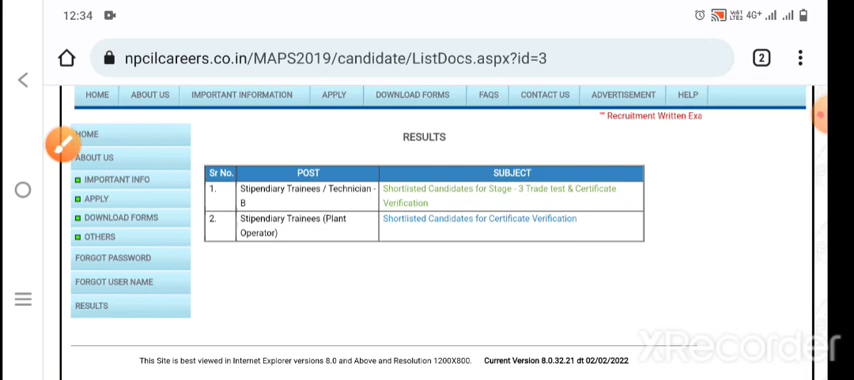 12:34
Vo1) LTE2 4G+
npcilcareers.co.in/MAPS2019/candidate/ListDocs.aspx?id=3
2
HOME ABOUT US IMPORTANT INFORMATION APPLY DOWNLOAD FORMS FAQS CONTACT US ADVERTISEMENT HELP
"" Recruitment Written Exa
HOME
ABOUT US
IMPORTANT INFO
APPLY
DOWNLOAD FORMS
OTHERS
FORGOT PASSWORD
FORGOT USER NAME
RESULTS
RESULTS
Sr No. POST SUBJECT
1. Stipendiary Trainees / Technician - Shortlisted Candidates for Stage - 3 Trade test & Certificate
B Verification
2. Stipendiary Trainees (Plant Shortlisted Candidates for Certificate Verification
Operator)
XRecorder
This Site is best viewed in Internet Explorer versions 8.0 and Above and Resolution 1200X800. Current Version 8.0.32.21 dt 02/02/2022